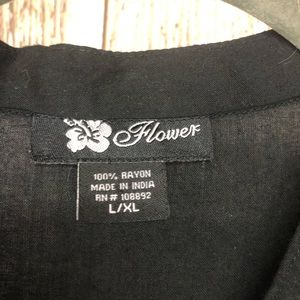 Flower
100% RAYON
MADE IN INDIA
RN# 108892
L/XL